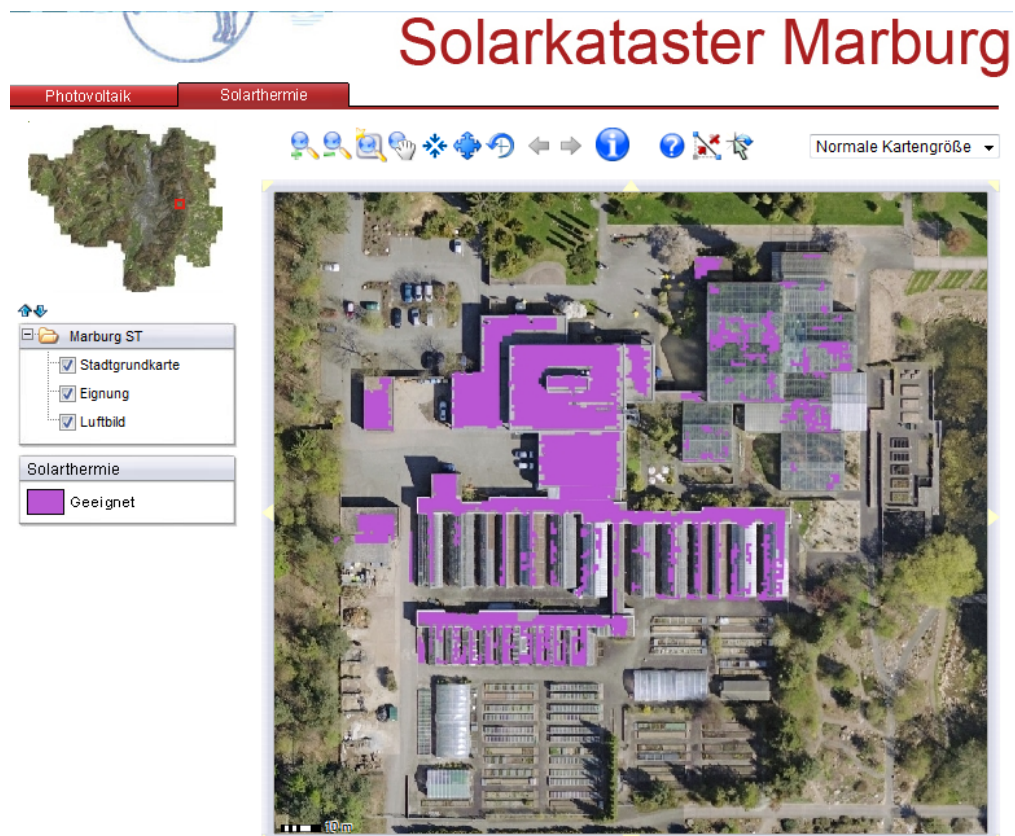 Solarkataster Marburg
Photovoltaik
Solarthermie
Normale Kartengröße
Marburg ST
Stadtgrundkarte
Eignung
Luftbild
Solarthermie
Geeignet
10 m